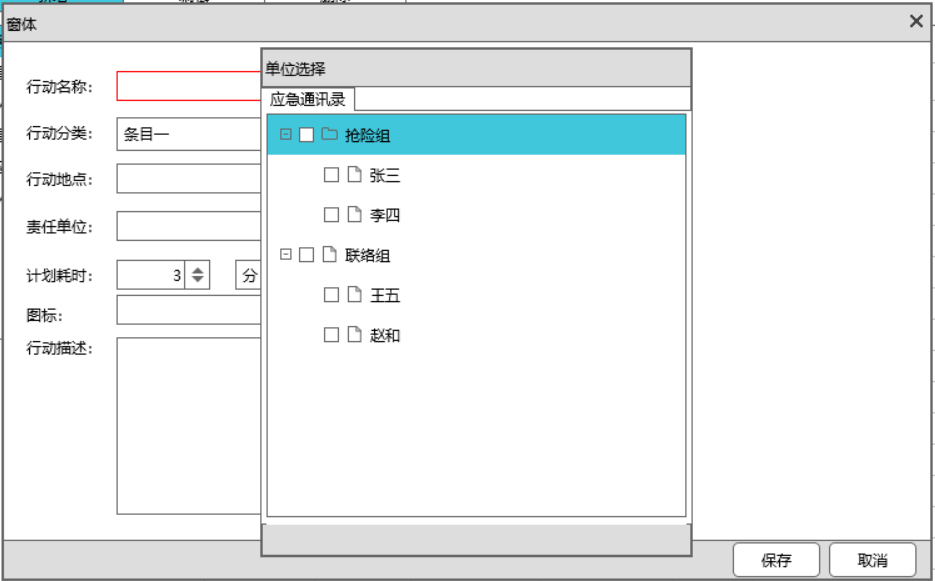 窗体
单位选择
应急通讯录
行动名称:
行动分类: 条目一
行动地点:
责任单位:
计划耗时: 3 分
图标:
行动描述:
抢险组
张三
李四
联络组
王五
赵和
保存 取消